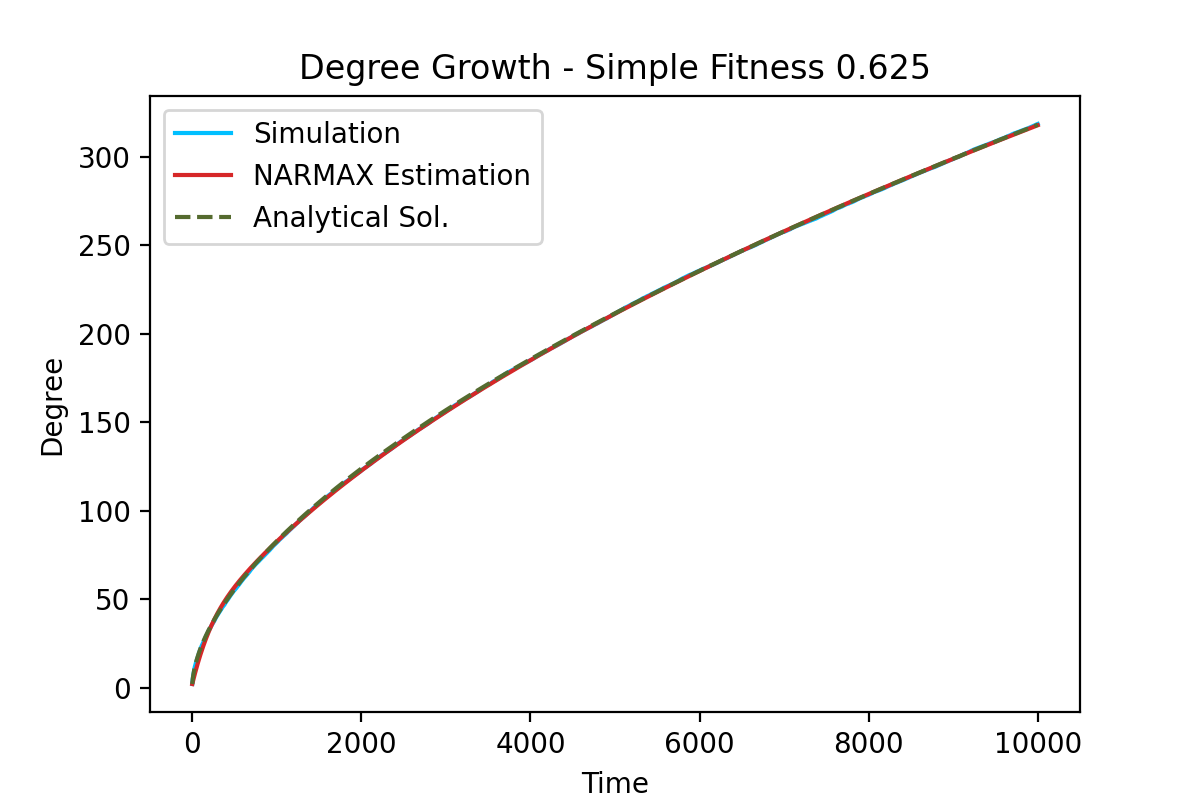 Degree Growth - Simple Fitness 0.625
Simulation
NARMAX Estimation
Analytical Sol.
Degree
300
250
200
150
100
50
0
0 2000 4000 6000 8000 10000
Time